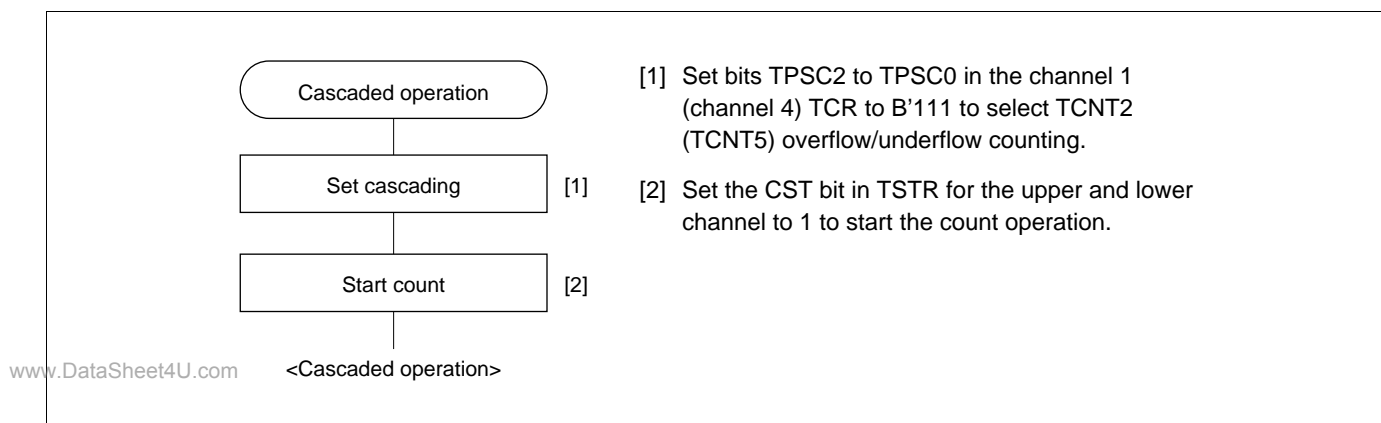 Cascaded operation
Set cascading [1]
Start count [2]
<Cascaded operation>
[1] Set bits TPSC2 to TPSC0 in the channel 1
(channel 4) TCR to B’111 to select TCNT2
(TCNT5) overflow/underflow counting.
[2] Set the CST bit in TSTR for the upper and lower
channel to 1 to start the count operation.
www.DataSheet4U.com